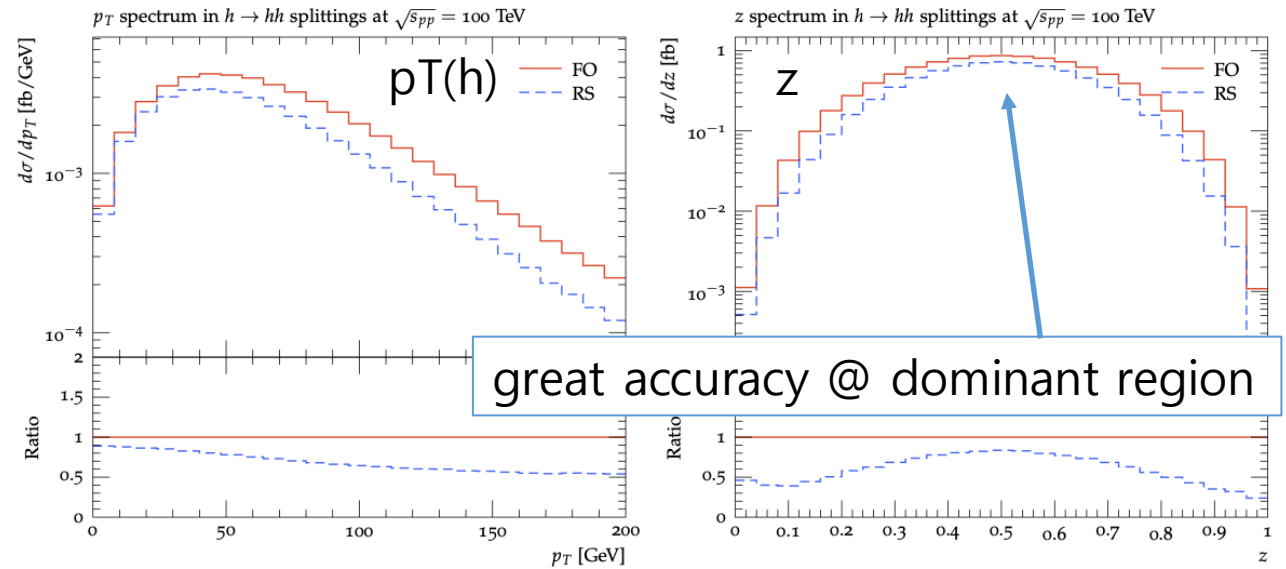 pT spectrum in h → hh splittings at √spp = 100 TeV
dσ/dpT [fb/GeV]
pT(h)
FO
RS
10⁻³
10⁻⁴
2
1.5
1
0.5
0
Ratio
0 50 100 150 200
pT [GeV]
z spectrum in h → hh splittings at √spp = 100 TeV
dσ/dz [fb]
z
FO
RS
1
10⁻¹
10⁻²
10⁻³
great accuracy @ dominant region
1
0.5
0
Ratio
0 0.1 0.2 0.3 0.4 0.5 0.6 0.7 0.8 0.9 1
z